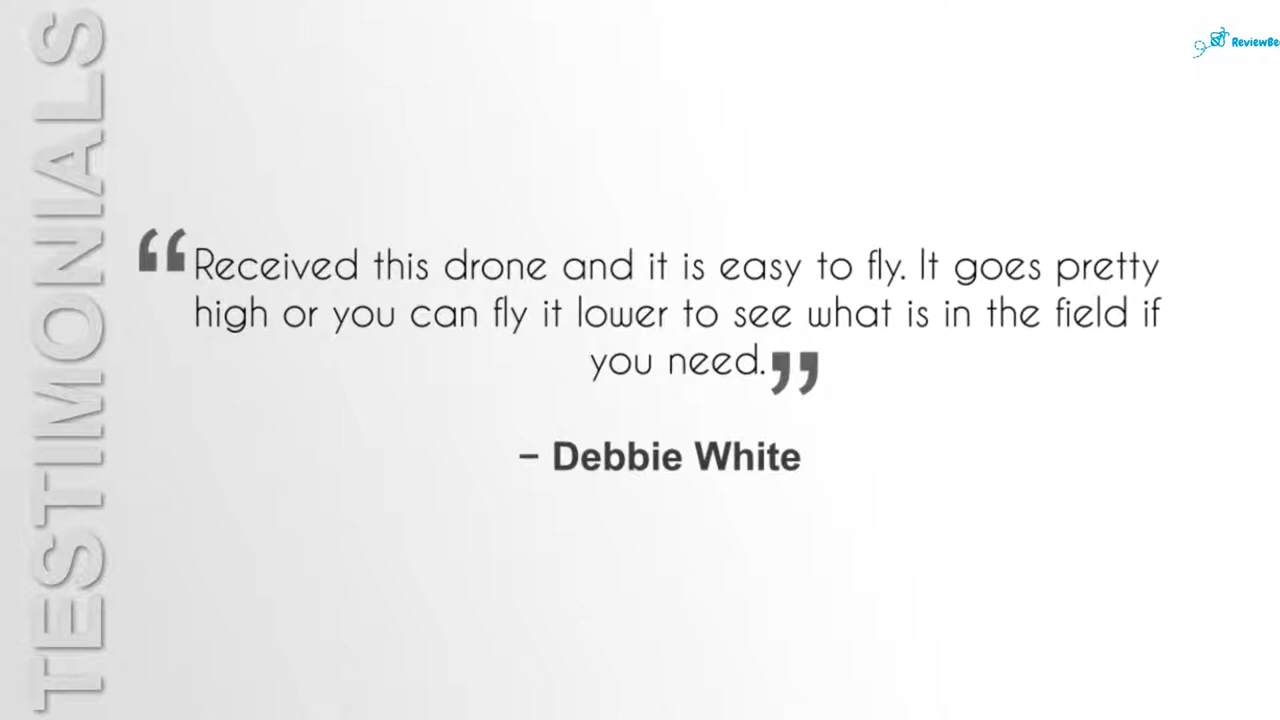 TESTIMONIALS
“Received this drone and it is easy to fly. It goes pretty
high or you can fly it lower to see what is in the field if
you need.”
– Debbie White
ReviewBe